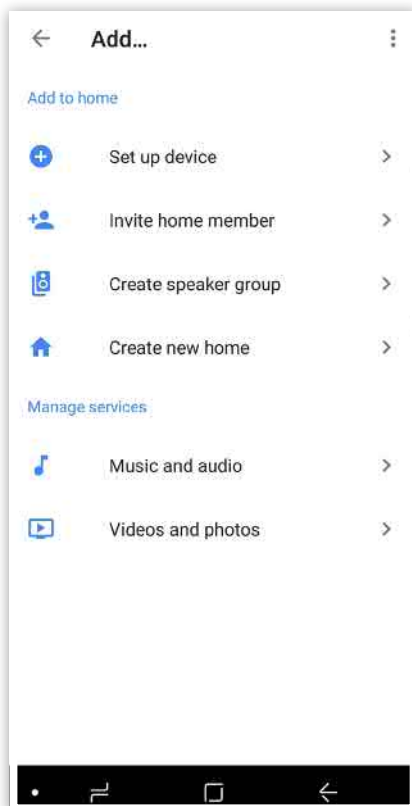 Add...
Add to home
Set up device
Invite home member
Create speaker group
Create new home
Manage services
Music and audio
Videos and photos